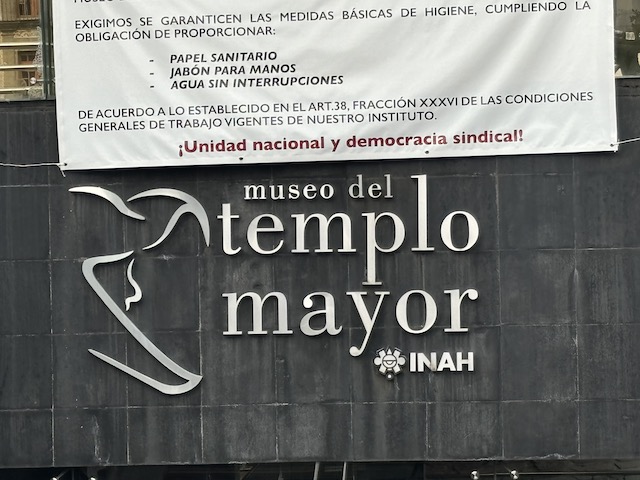 EXIGIMOS SE GARANTICEN LAS MEDIDAS BÁSICAS DE HIGIENE, CUMPLIENDO LA
OBLIGACIÓN DE PROPORCIONAR:
- PAPEL SANITARIO
- JABÓN PARA MANOS
- AGUA SIN INTERRUPCIONES
DE ACUERDO A LO ESTABLECIDO EN EL ART.38, FRACCIÓN XXXVI DE LAS CONDICIONES
GENERALES DE TRABAJO VIGENTES DE NUESTRO INSTITUTO.
¡Unidad nacional y democracia sindical!
museo del
templo
mayor
INAH